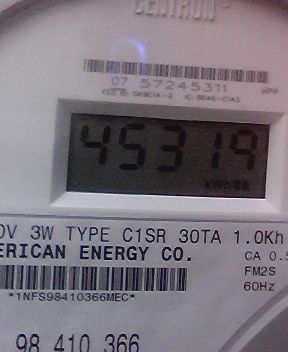 CENTRON
07 57245311
45319
0V 3W TYPE C1SR 30TA 1.0Kh
ERICAN ENERGY CO.
CA 0.5
FM2S
*1NFS98410366MEC*
60Hz
98 410 366